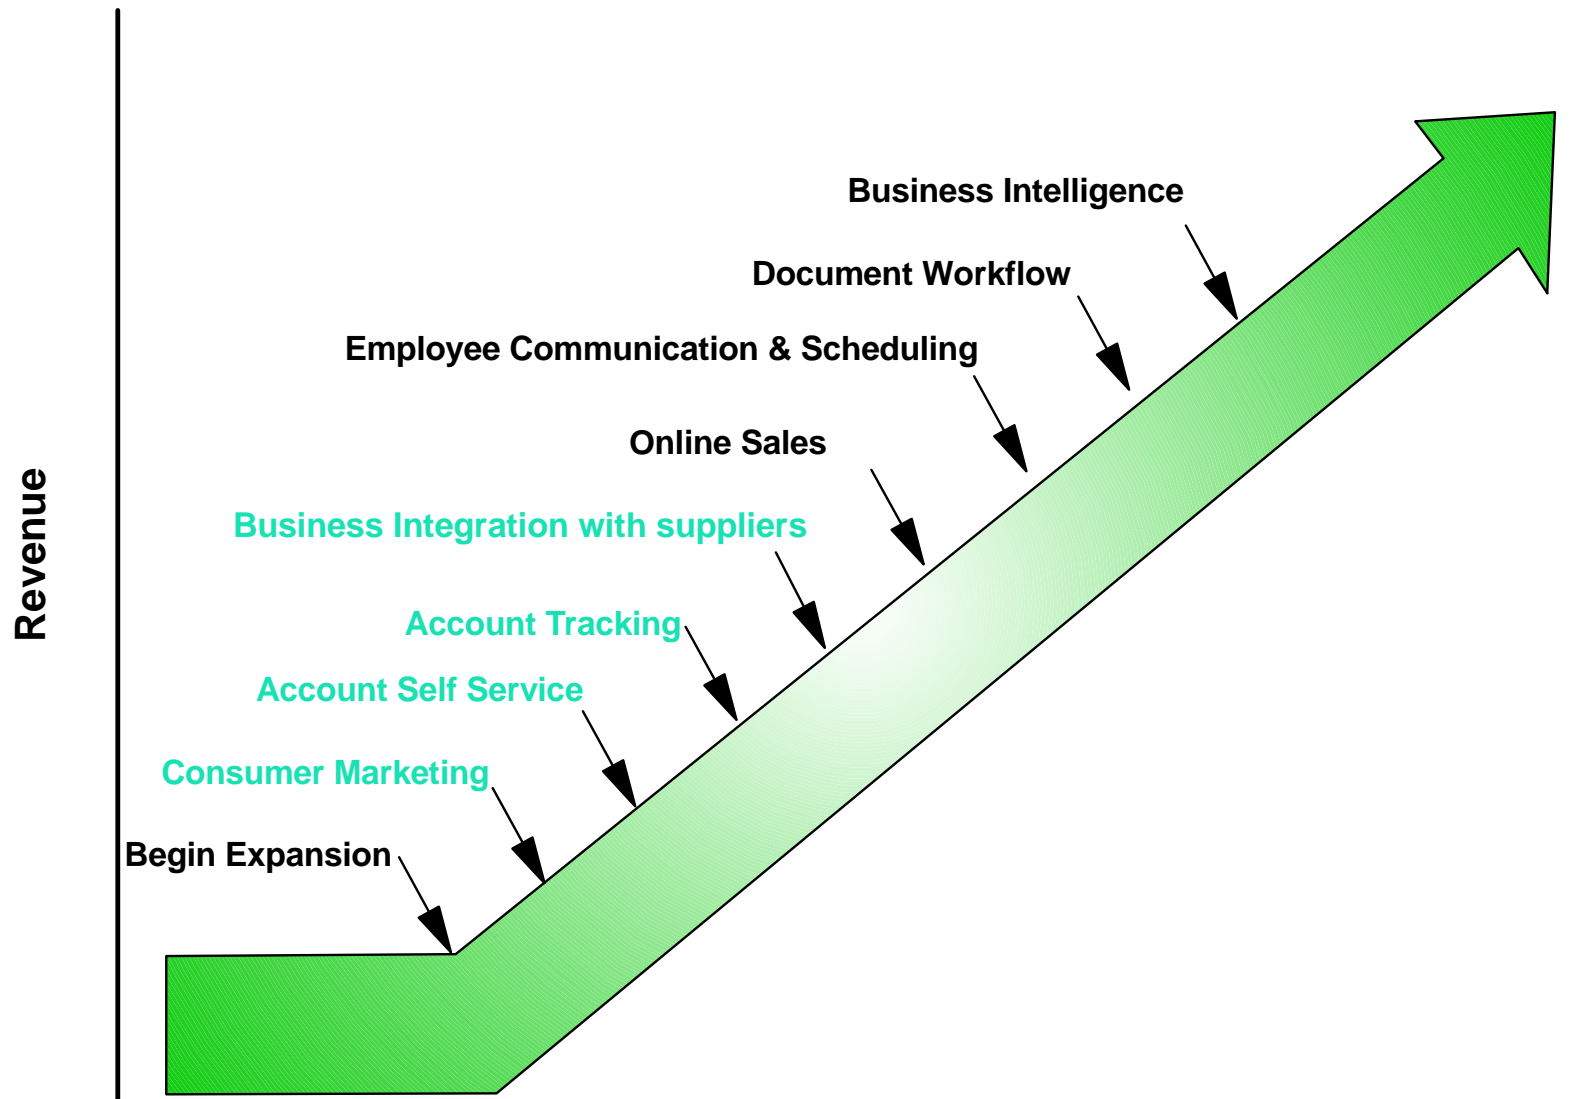 Business Intelligence
Document Workflow
Employee Communication & Scheduling
Online Sales
Business Integration with suppliers
Account Tracking
Account Self Service
Consumer Marketing
Begin Expansion
Revenue